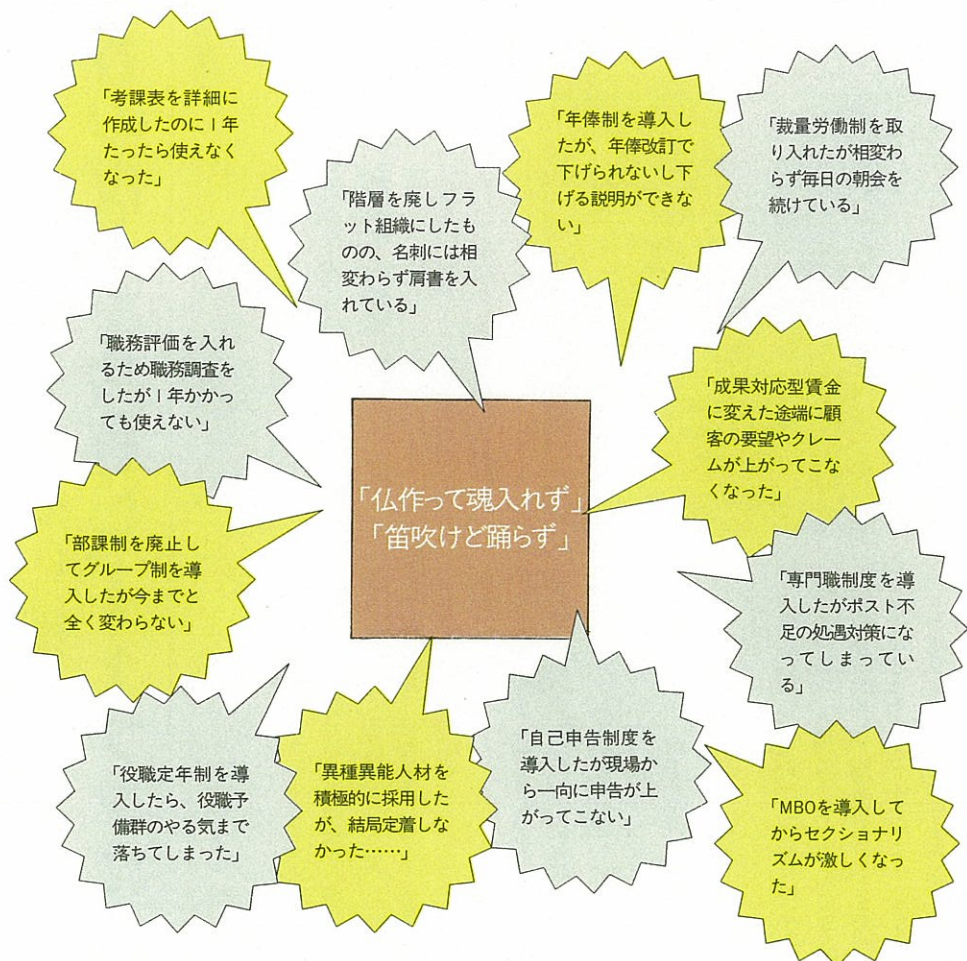 「考課表を詳細に
作成したのに1年
たったら使えなく
なった」
「階層を廃しフラ
ット組織にしたも
のの、名刺には相
変わらず肩書を入
れている」
「年俸制を導入し
たが、年俸改訂で
下げられないし下
げる説明ができな
い」
「裁量労働制を取
り入れたが相変わ
らず毎日の朝会を
続けている」
「職務評価を入れ
るため職務調査を
したが1年かかっ
ても使えない」
「成果対応型賃金
に変えた途端に顧
客の要望やクレー
ムが上がってこな
くなった」
「仏作って魂入れず」
「笛吹けど踊らず」
「部課制を廃止し
てグループ制を導
入したが今までと
全く変わらない」
「専門職制度を導
入したがポスト不
足の処遇対策にな
ってしまってい
る」
「役職定年制を導
入したら、役職予
備群のやる気まで
落ちてしまった」
「異種異能人材を
積極的に採用した
が、結局定着しな
かった……」
「自己申告制度を
導入したが現場か
ら一向に申告が上
がってこない」
「MBOを導入して
からセクショナリ
ズムが激しくなっ
た」